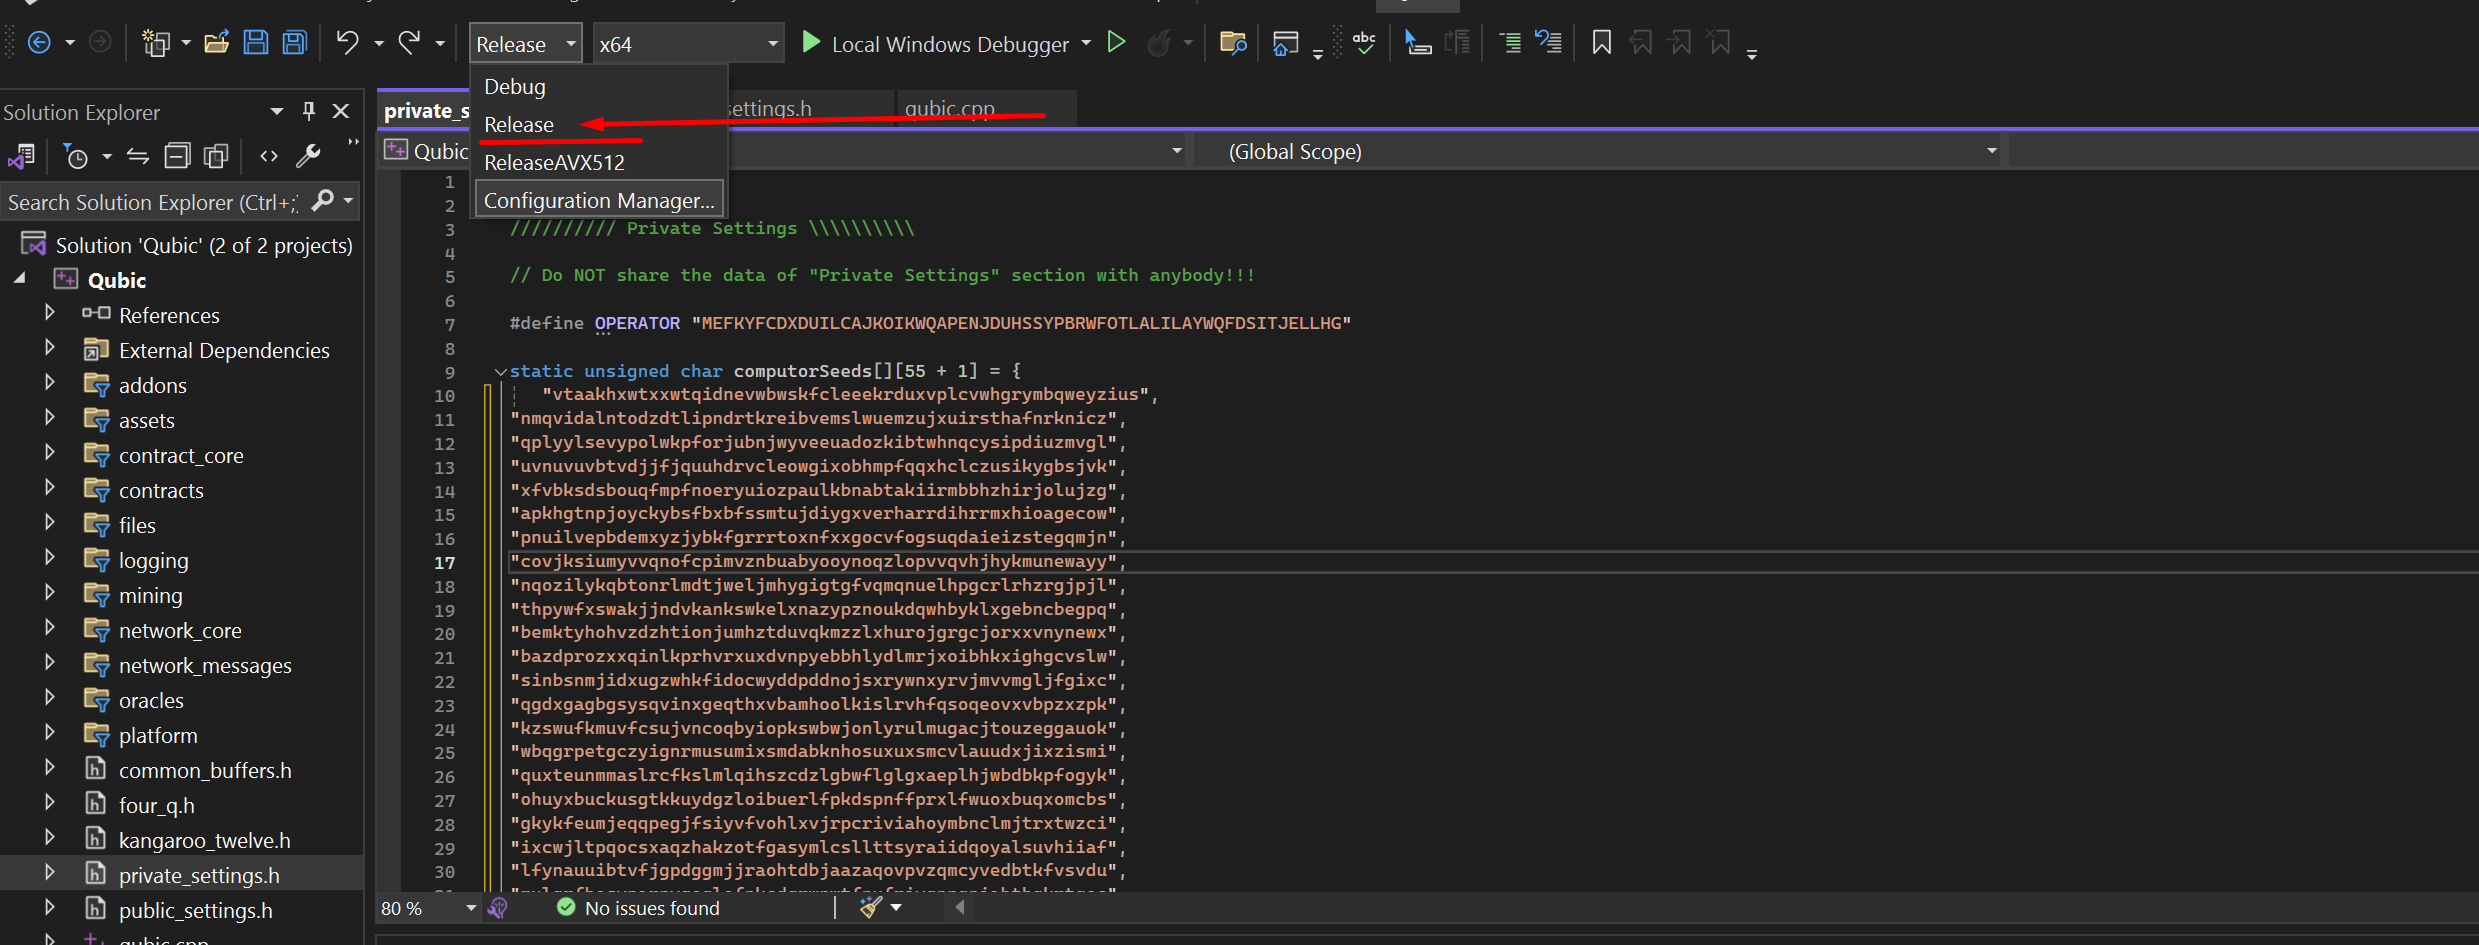 Release
x64
Local Windows Debugger
abc
Debug
Release
ReleaseAVX512
Configuration Manager...
Solution Explorer
Search Solution Explorer (Ctrl+;)
Solution 'Qubic' (2 of 2 projects)
Qubic
References
External Dependencies
addons
assets
contract_core
contracts
files
logging
mining
network_core
network_messages
oracles
platform
common_buffers.h
four_q.h
kangaroo_twelve.h
private_settings.h
public_settings.h
qubic.cpp
private_s
settings.h
qubic.cpp
Qubic
(Global Scope)
1
2
3 ////////// Private Settings \\\\\\\\\\
4
5 // Do NOT share the data of "Private Settings" section with anybody!!!
6
7 #define OPERATOR "MEFKYFCDXDUILCAJKOIKWQAPENJDUHSSYPBRWFOTLALILAYWQFDSITJELLHG"
8
9 static unsigned char computorSeeds[][55 + 1] = {
10 "vtaakhxwtxxwtqidnevwbwskfcleeekrduxvplcvwhgrymbqweyzius",
11 "nmqvidalntodzdtlipndrtkreibvemslwuemzujxuirsthafnrknicz",
12 "qplyylsevypolwkpforjubnjwyveeuadozkibtwhnqcysipdiuzmvgl",
13 "uvnuvuvbtvdjjfjquuhdrvcleowgixobhmpfqqxhclczusikygbsjvk",
14 "xfvbksdsbouqfmpfnoeryuiozpaulkbnabtakiirmbbhzhirjolujzg",
15 "apkhgtnpjoyckybsfbxbfssmtujdiygxverharrdihrrmxhioagecow",
16 "pnuilvepbdemxyzjybkfgrrrtoxnfxxgocvfogsuqdaieizstegqmjn",
17 "covjksiumyvvqnofcpimvznbuabyooynoqzlopvvqvhjhykmunewayy",
18 "nqozilykqbtonrlmdtjweljmhygigtgfvqmqnuelhpgcrlrhzrgjpjl",
19 "thpywfxswakjjndvkankswkelxnazypznoukdqwhbyklxgebncbegpq",
20 "bemktyhohvzdzhtionjumhztduvqkmzzlxhurojgrgcjorxxvnynewx",
21 "bazdprozxxqinlkprhvrxuxdvnpyebbhlydlmrjxoibhkxighgcvslw",
22 "sinbsnmjidxugzwhkfidocwyddpddnojsxrywnxyrvjmvvmgljfgixc",
23 "qgdxgagbgsysqvinxgeqthxvbamhoolkislrvhfqsoqeovxvbpzxzpk",
24 "kzswufkmuvfcsujvncoqbyiopkswbwjonlyrulmugacjtouzeggauok",
25 "wbqgrpetgczyignrmusumixsmdabknhosuxuxsmcvlauudxjixzismi",
26 "quxteunmmaslrcfkslmlqihszcdzlgbwflglgxaeplhjwbdbkpfogyk",
27 "ohuyxbuckusgtkkuydgzloibuerlfpkdspnffprxlfwuoxbuqxomcbs",
28 "gkykfeumjeqqpegjfsiyvfvohlxvjrpcriviahoymbnclmjtrxtwzci",
29 "ixcwjltpqocsxaqzhakzotfgasymlcsllttsyraiidqoyalsuvhiiaf",
30 "lfynauuibtvfjgpdggmjjraohtdbjaazaqovpvzqmcyvedbtkfvsvdu",
80 %
No issues found